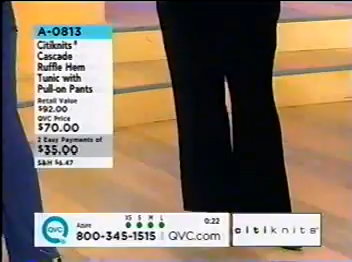 A-0813
Citiknits®
Cascade
Ruffle Hem
Tunic with
Pull-on Pants
Retail Value
$92.00
QVC Price
$70.00
2 Easy Payments of
$35.00
S&H $6.47
XS S M L
Azure
0:22
QVC
800-345-1515 | QVC.com
citiknits®